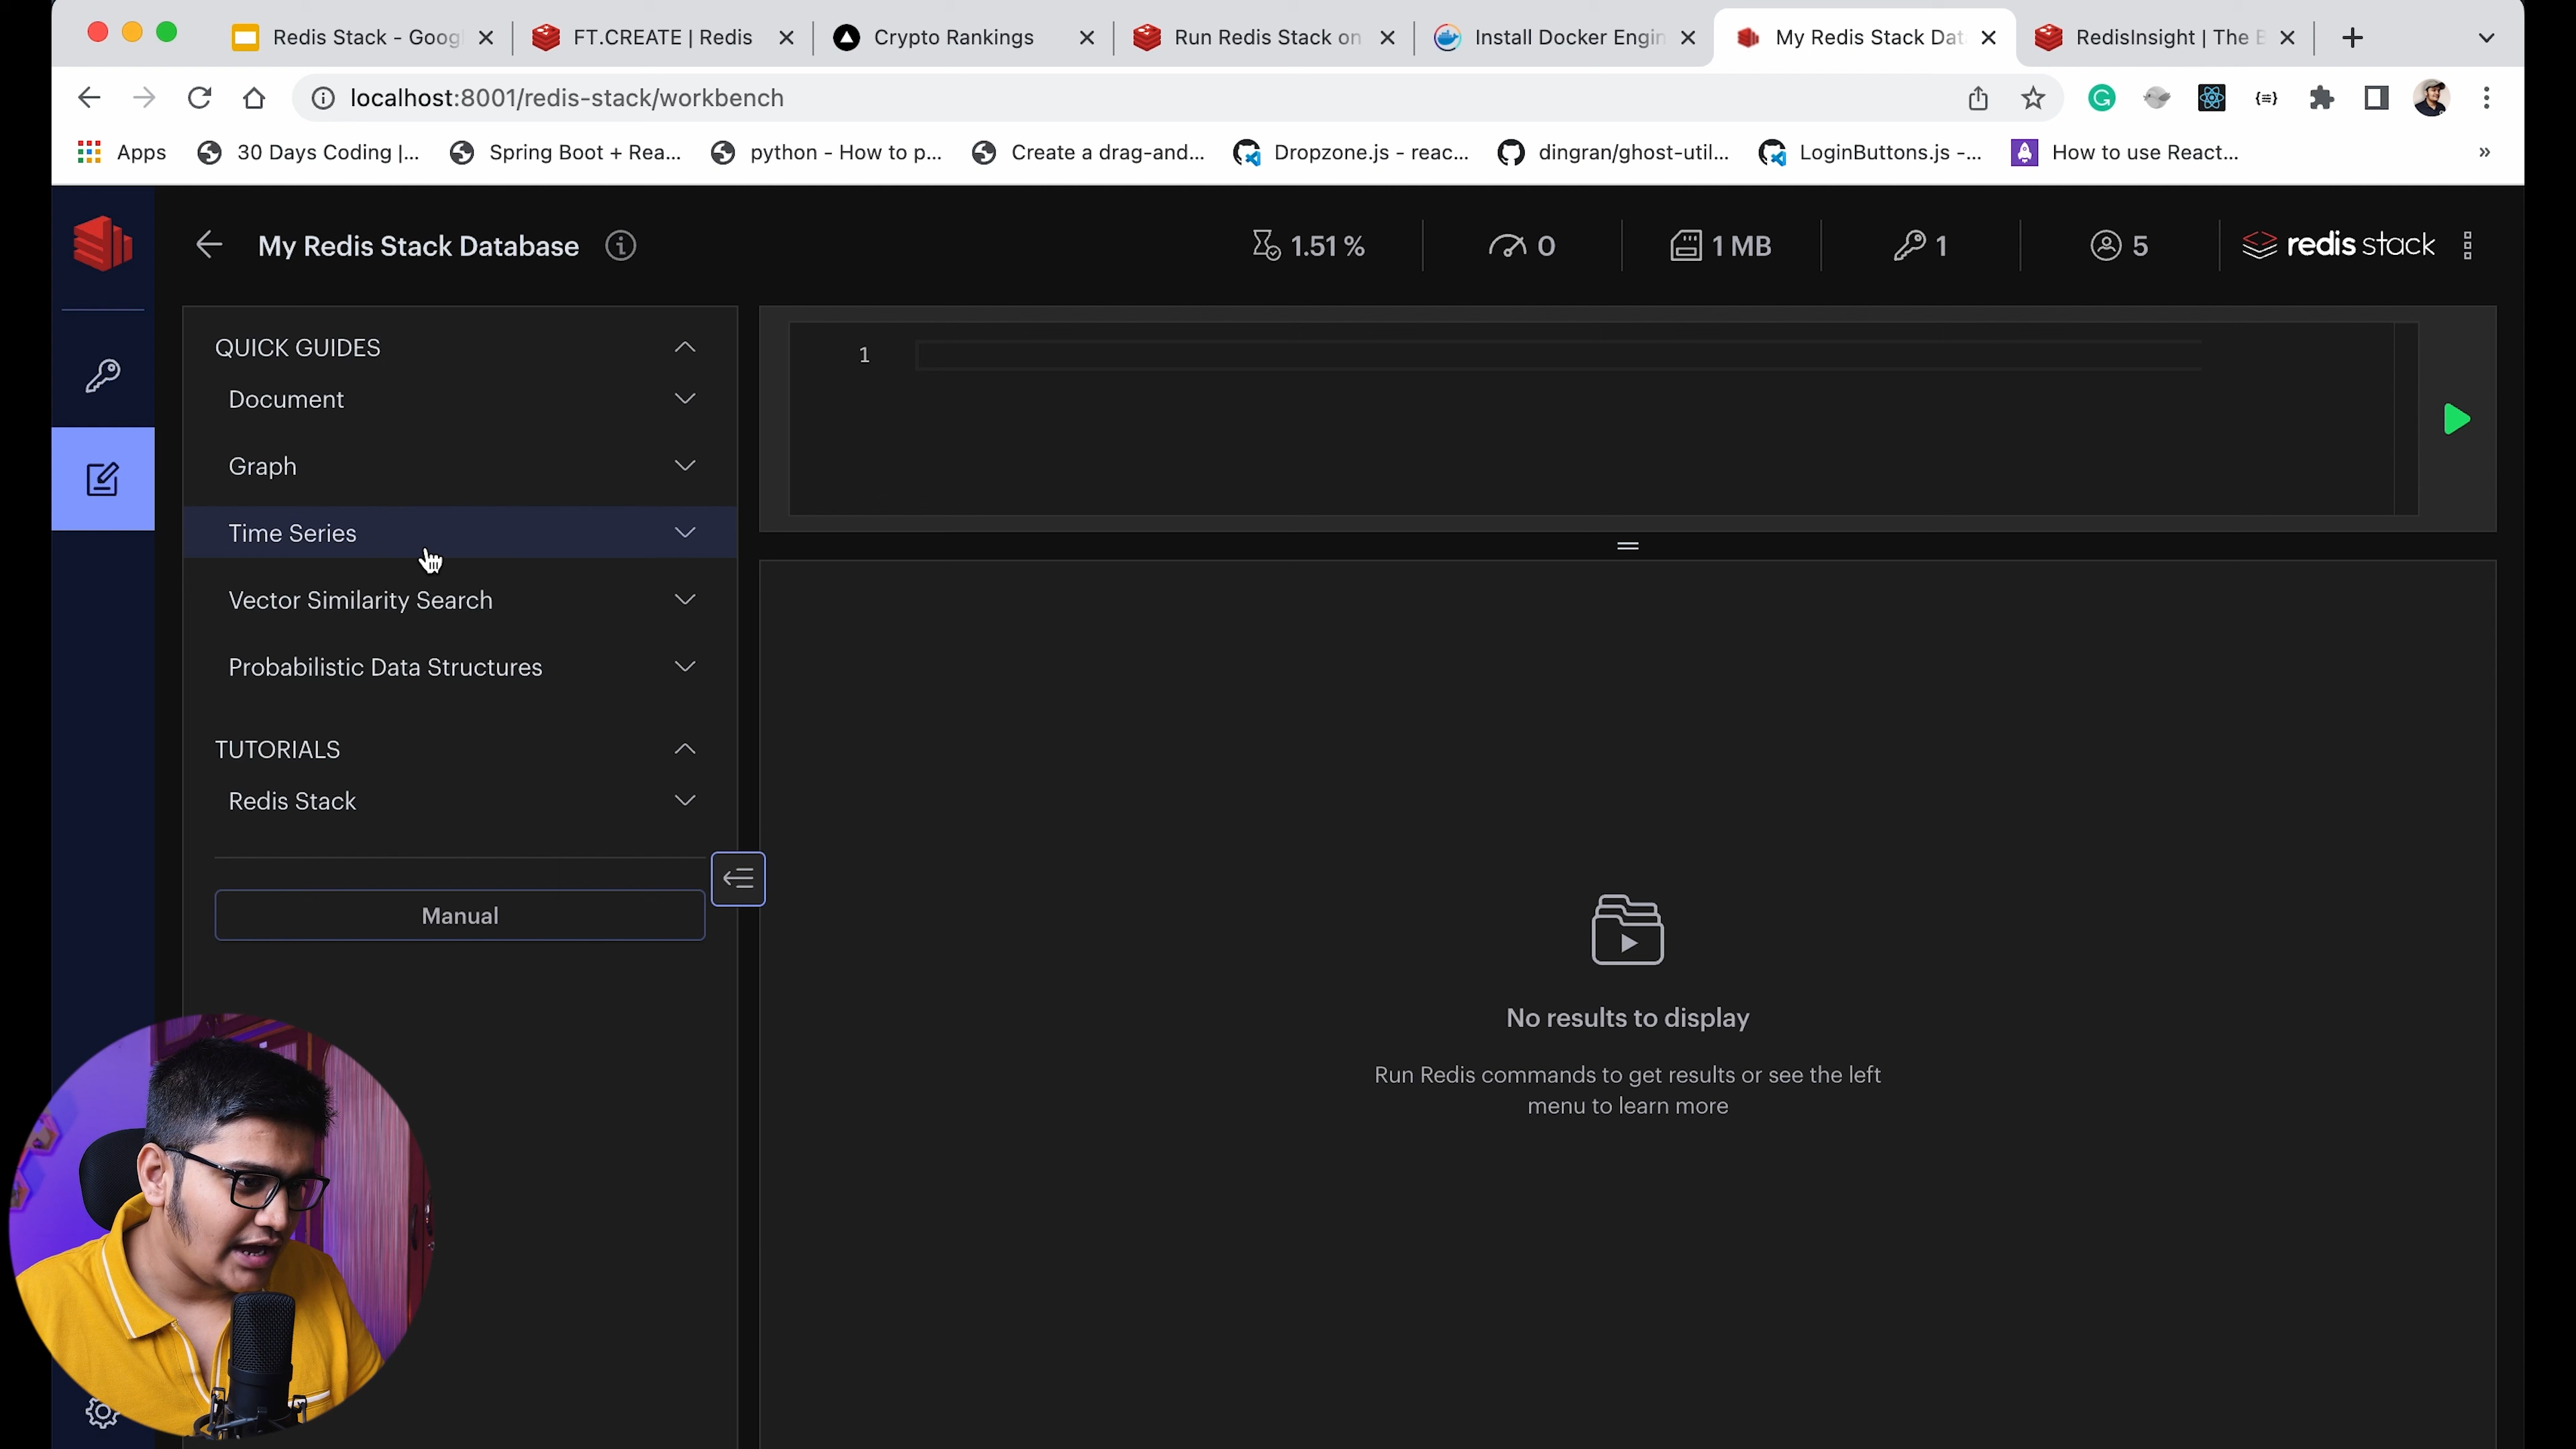 Redis Stack - Goog
FT.CREATE | Redis
Crypto Rankings
Run Redis Stack on
Install Docker Engin
My Redis Stack Dat
RedisInsight | The B
localhost:8001/redis-stack/workbench
Apps
30 Days Coding |...
Spring Boot + Rea...
python - How to p...
Create a drag-and...
Dropzone.js - reac...
dingran/ghost-util...
LoginButtons.js -...
How to use React...
My Redis Stack Database
1.51 %
0
1 MB
1
5
redis stack
QUICK GUIDES
Document
Graph
Time Series
Vector Similarity Search
Probabilistic Data Structures
TUTORIALS
Redis Stack
Manual
1
No results to display
Run Redis commands to get results or see the left
menu to learn more